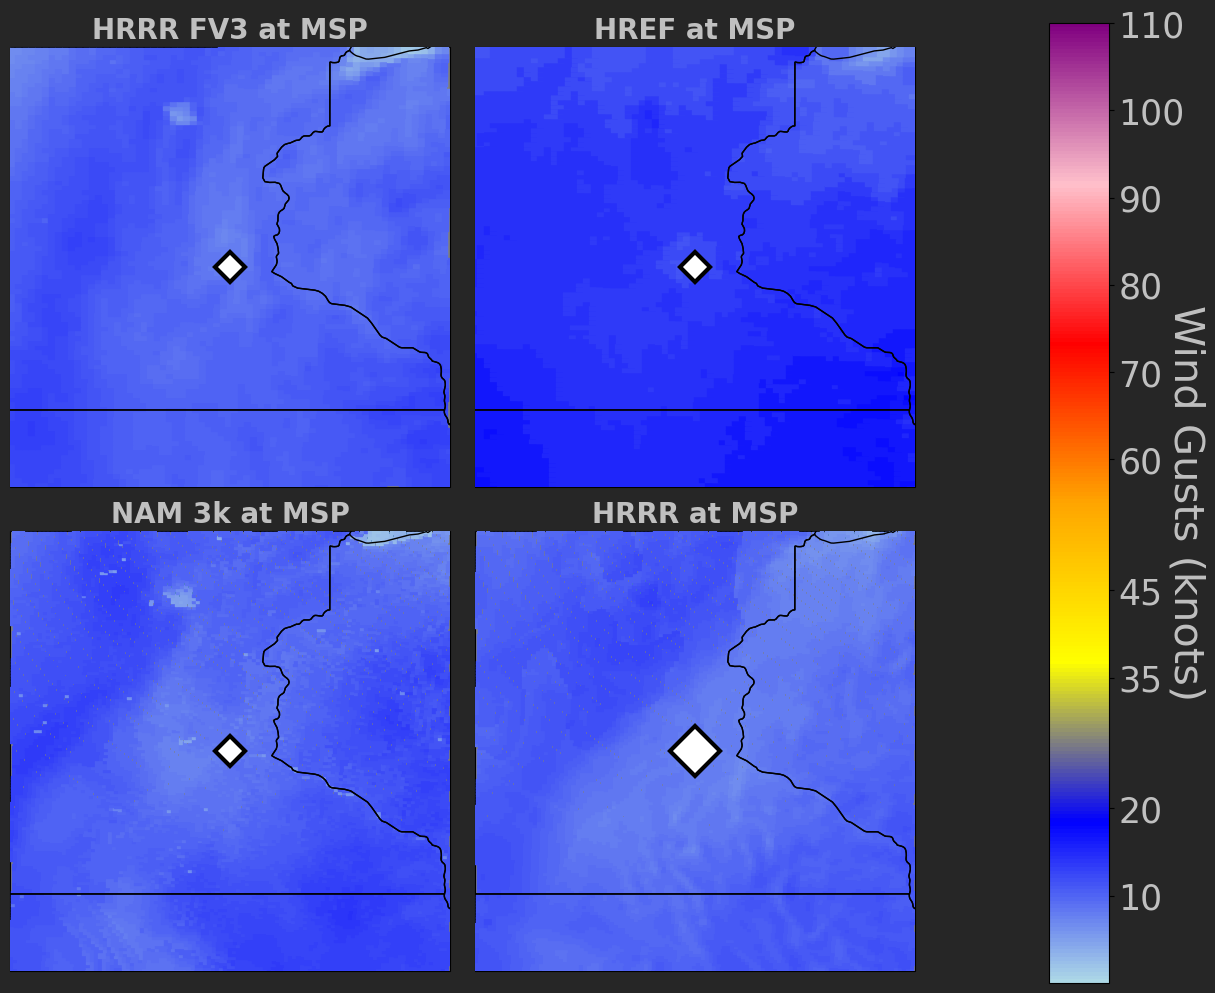 HRRR FV3 at MSP
HREF at MSP
NAM 3k at MSP
HRRR at MSP
110
100
90
80
70
60
45
35
20
10
Wind Gusts (knots)